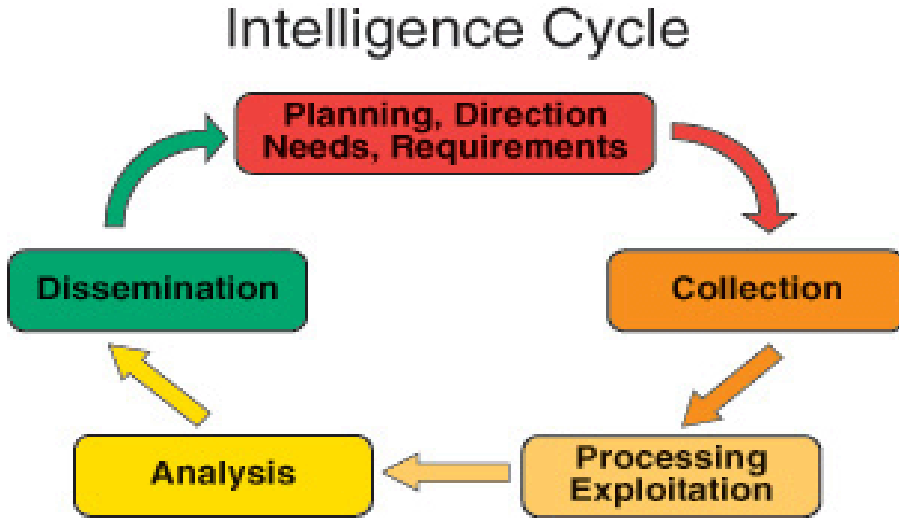 Intelligence Cycle
Planning, Direction
Needs, Requirements
Collection
Processing
Exploitation
Analysis
Dissemination